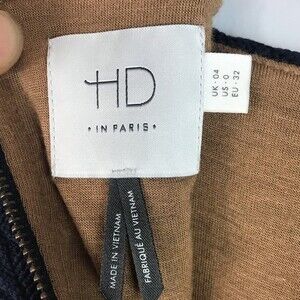 HD
• IN PARIS •
UK · 04
US · 0
EU · 32
MADE IN VIETNAM
FABRIQUÉ AU VIETNAM